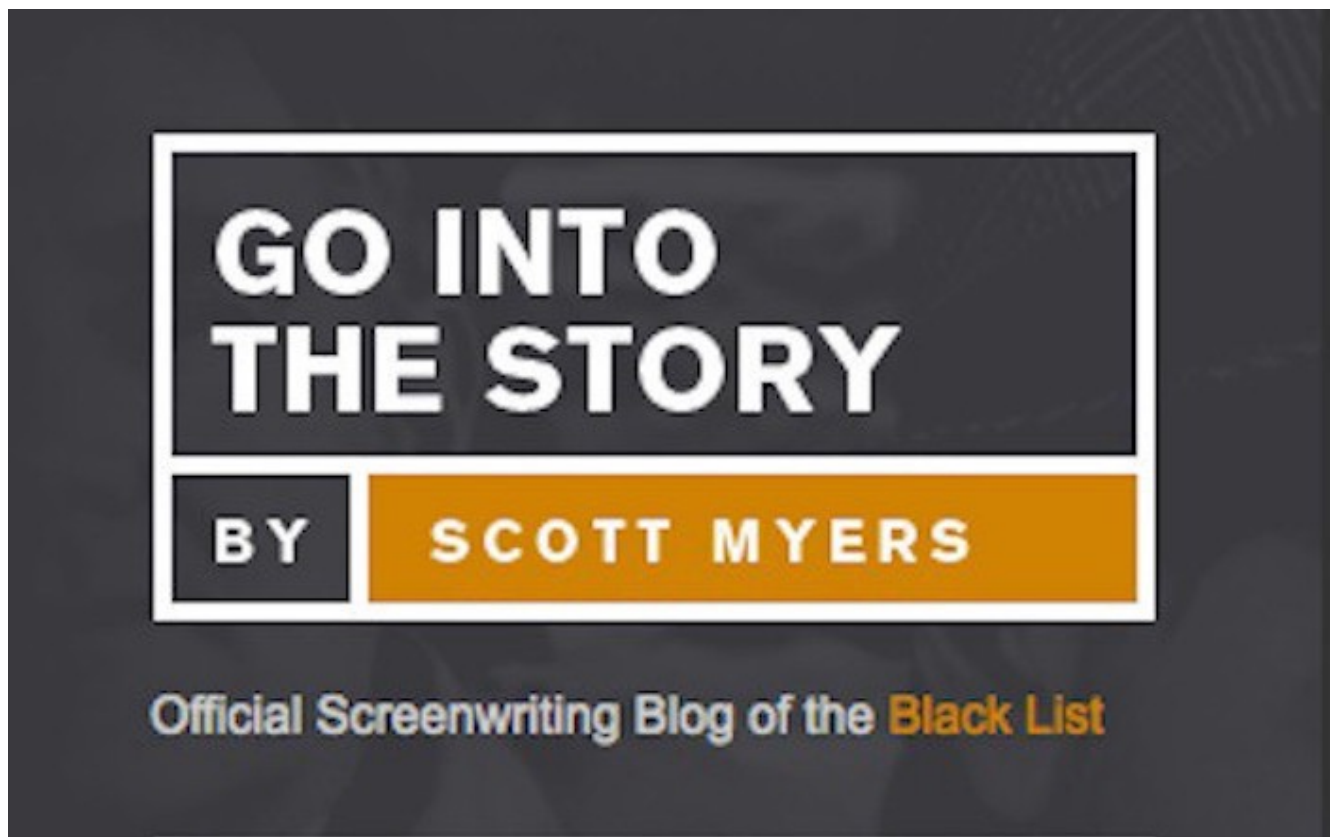 GO INTO
THE STORY
BY SCOTT MYERS
Official Screenwriting Blog of the Black List